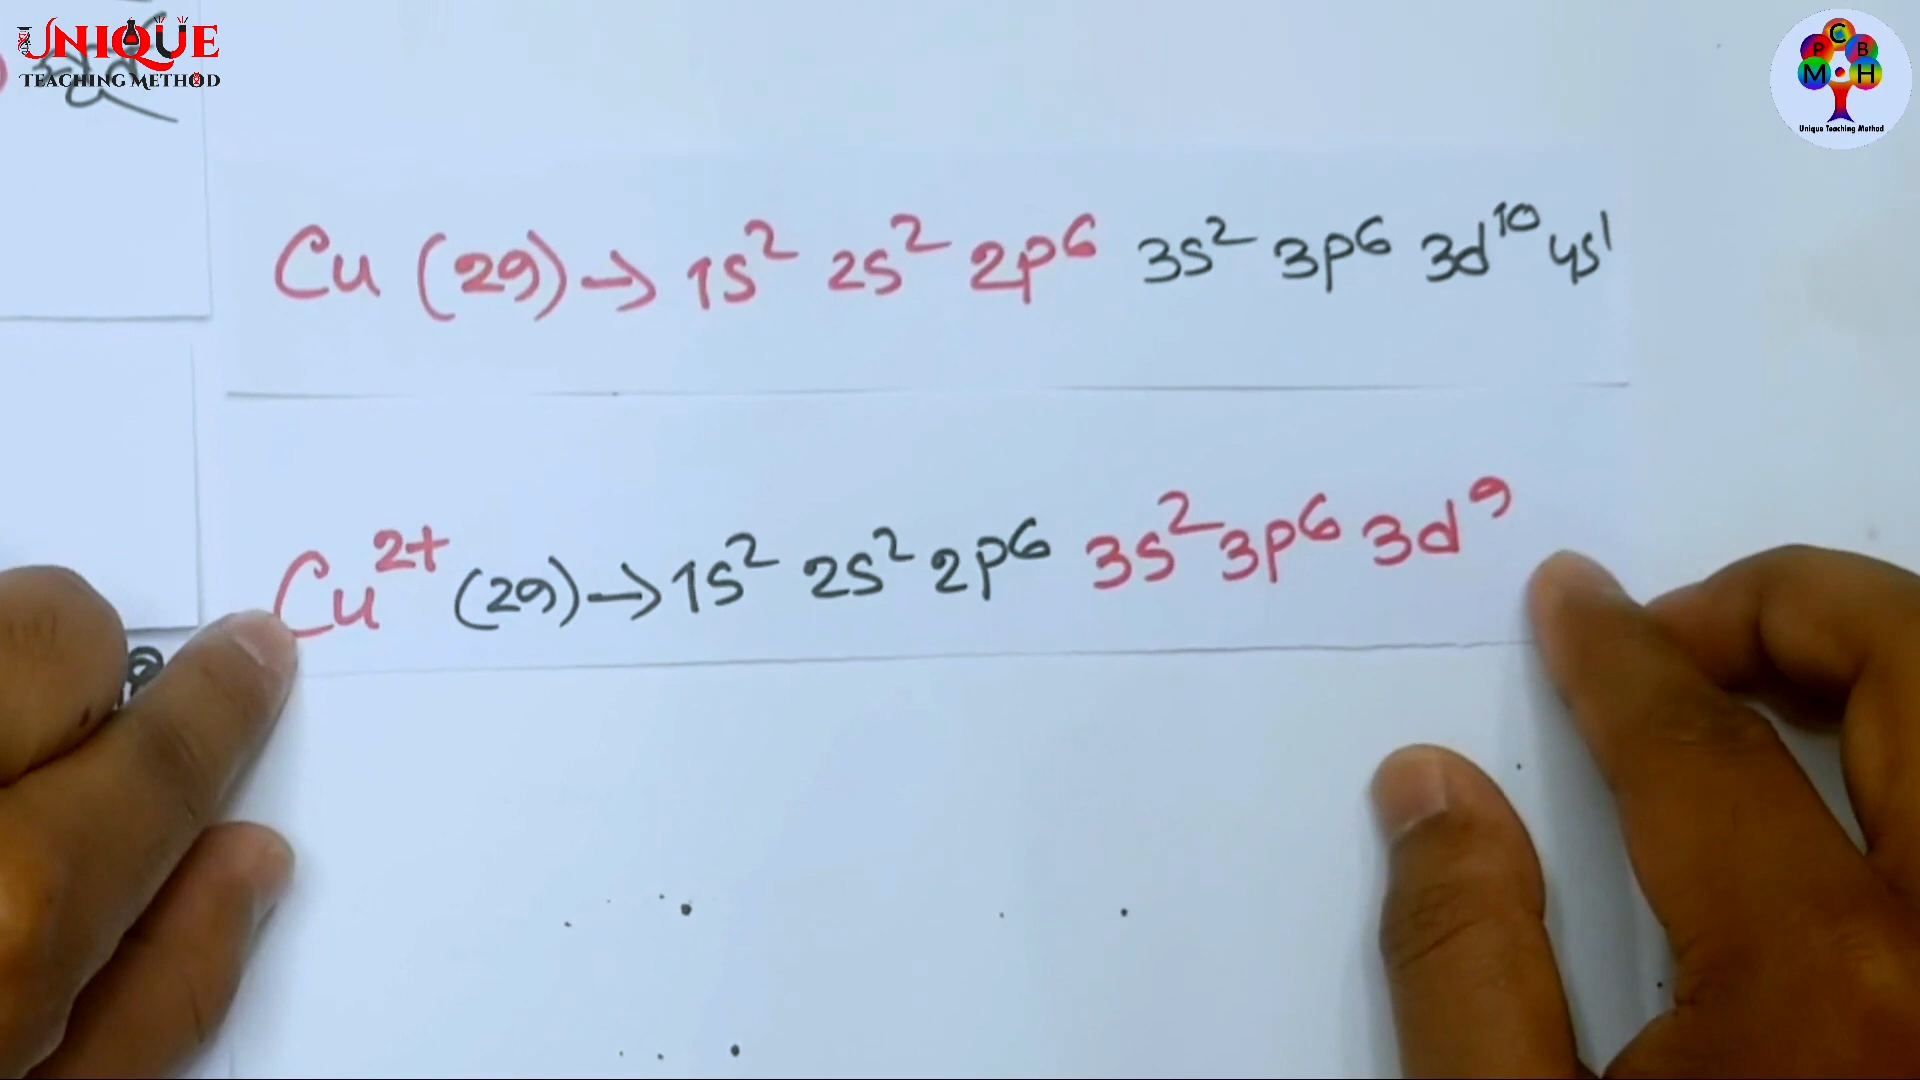 UNIQUE
TEACHING METHOD
P C B
M H
Unique Teaching Method
Cu (29) → 1s² 2s² 2p⁶ 3s² 3p⁶ 3d¹⁰ 4s¹
Cu²⁺ (29) → 1s² 2s² 2p⁶ 3s² 3p⁶ 3d⁹